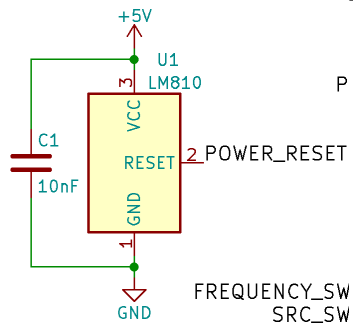 +5V
U1
LM810
3
VCC
P
C1
RESET
2
POWER_RESET
10nF
GND
1
FREQUENCY_SW
GND
SRC_SW